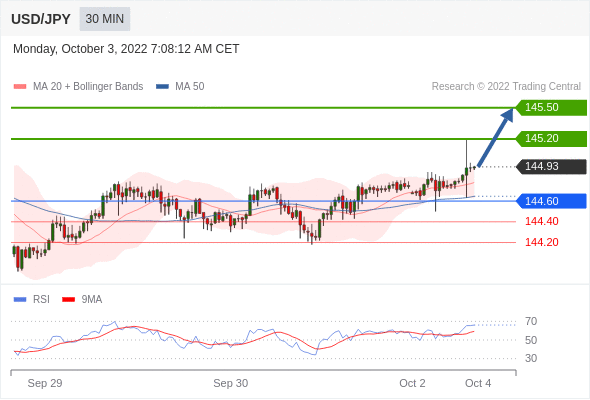 USD/JPY 30 MIN
Monday, October 3, 2022 7:08:12 AM CET
MA 20 + Bollinger Bands MA 50 Research © 2022 Trading Central
145.50
145.20
144.93
144.60
144.40
144.20
RSI 9MA
70
50
30
Sep 29 Sep 30 Oct 2 Oct 4